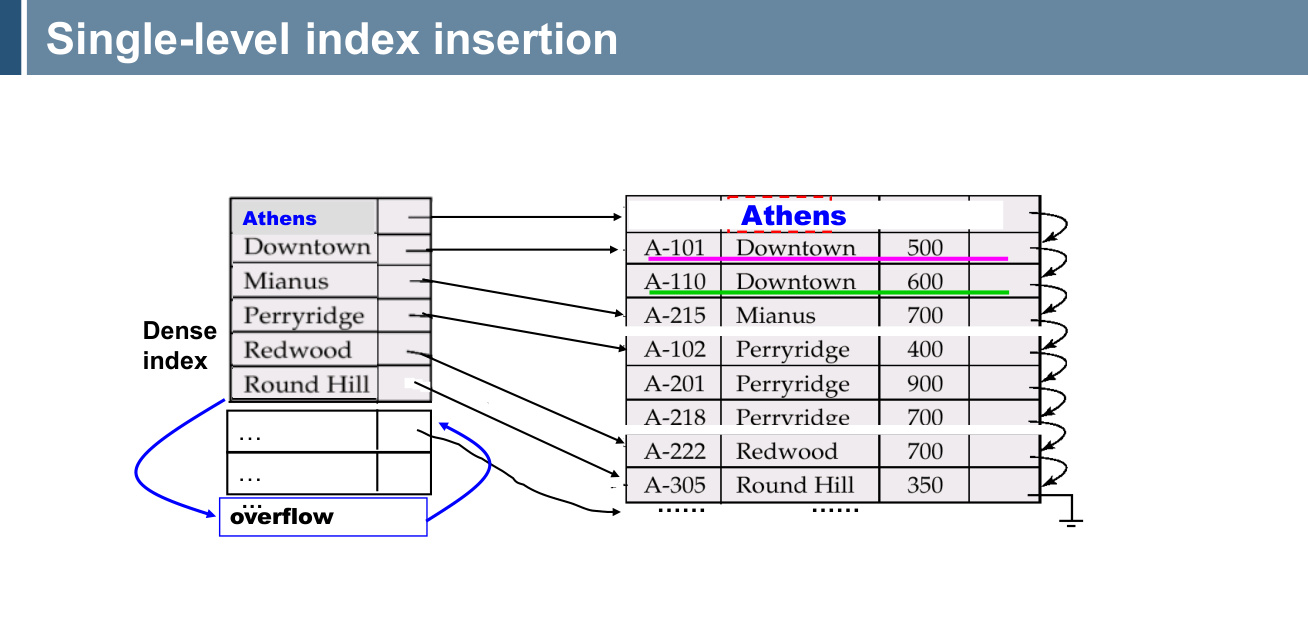 Single-level index insertion
Athens
Downtown
Mianus
Perryridge
Redwood
Round Hill
Dense
index
...
...
...
overflow
Athens
A-101 Downtown 500
A-110 Downtown 600
A-215 Mianus 700
A-102 Perryridge 400
A-201 Perryridge 900
A-218 Perryridge 700
A-222 Redwood 700
A-305 Round Hill 350
...... ......